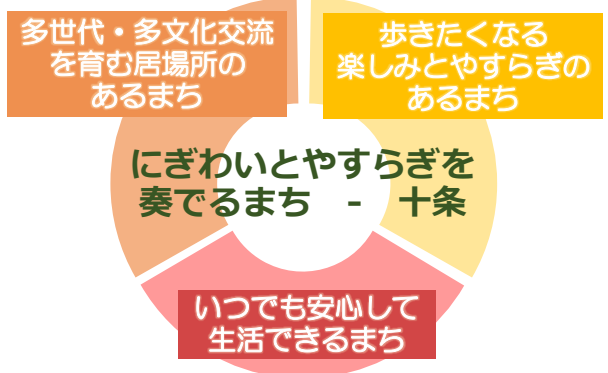 多世代・多文化交流
を育む居場所の
あるまち
歩きたくなる
楽しみとやすらぎの
あるまち
にぎわいとやすらぎを
奏でるまち　-　十条
いつでも安心して
生活できるまち